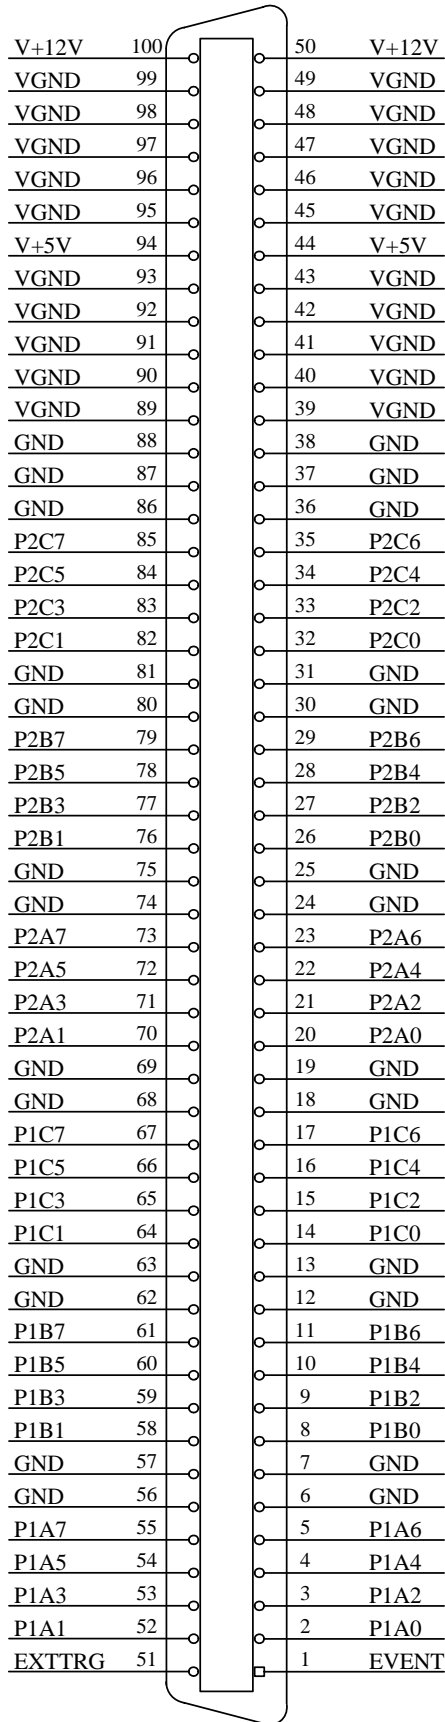 V+12V 100 50 V+12V
VGND 99 49 VGND
VGND 98 48 VGND
VGND 97 47 VGND
VGND 96 46 VGND
VGND 95 45 VGND
V+5V 94 44 V+5V
VGND 93 43 VGND
VGND 92 42 VGND
VGND 91 41 VGND
VGND 90 40 VGND
VGND 89 39 VGND
GND 88 38 GND
GND 87 37 GND
GND 86 36 GND
P2C7 85 35 P2C6
P2C5 84 34 P2C4
P2C3 83 33 P2C2
P2C1 82 32 P2C0
GND 81 31 GND
GND 80 30 GND
P2B7 79 29 P2B6
P2B5 78 28 P2B4
P2B3 77 27 P2B2
P2B1 76 26 P2B0
GND 75 25 GND
GND 74 24 GND
P2A7 73 23 P2A6
P2A5 72 22 P2A4
P2A3 71 21 P2A2
P2A1 70 20 P2A0
GND 69 19 GND
GND 68 18 GND
P1C7 67 17 P1C6
P1C5 66 16 P1C4
P1C3 65 15 P1C2
P1C1 64 14 P1C0
GND 63 13 GND
GND 62 12 GND
P1B7 61 11 P1B6
P1B5 60 10 P1B4
P1B3 59 9 P1B2
P1B1 58 8 P1B0
GND 57 7 GND
GND 56 6 GND
P1A7 55 5 P1A6
P1A5 54 4 P1A4
P1A3 53 3 P1A2
P1A1 52 2 P1A0
EXTTRG 51 1 EVENT